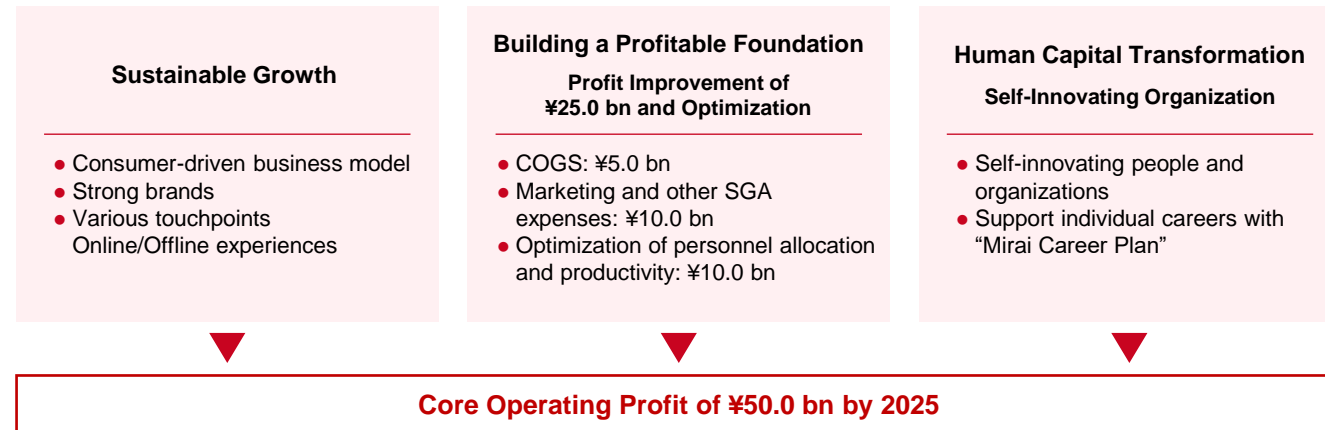 Sustainable Growth
● Consumer-driven business model
● Strong brands
● Various touchpoints
Online/Offline experiences
Building a Profitable Foundation
Profit Improvement of
¥25.0 bn and Optimization
● COGS: ¥5.0 bn
● Marketing and other SGA
expenses: ¥10.0 bn
● Optimization of personnel allocation
and productivity: ¥10.0 bn
Human Capital Transformation
Self-Innovating Organization
● Self-innovating people and
organizations
● Support individual careers with
“Mirai Career Plan”
Core Operating Profit of ¥50.0 bn by 2025